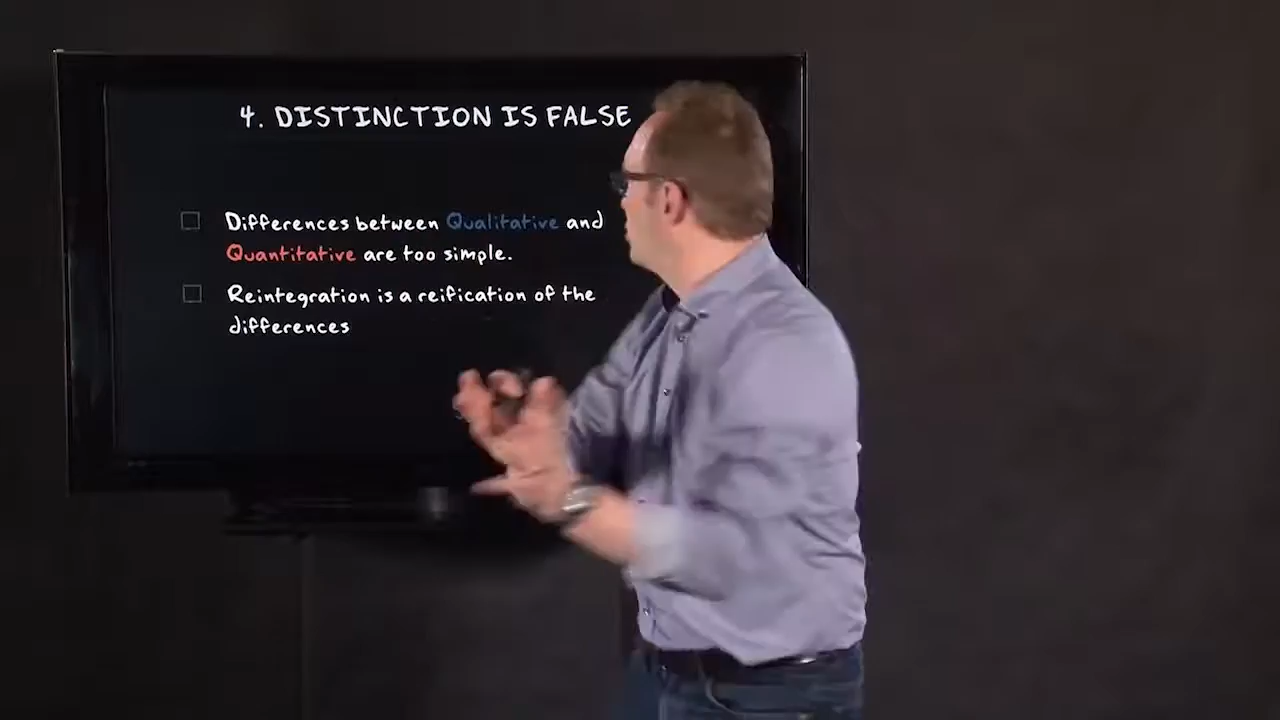 4. DISTINCTION IS FALSE
Differences between Qualitative and
Quantitative are too simple.
Reintegration is a reification of the
differences